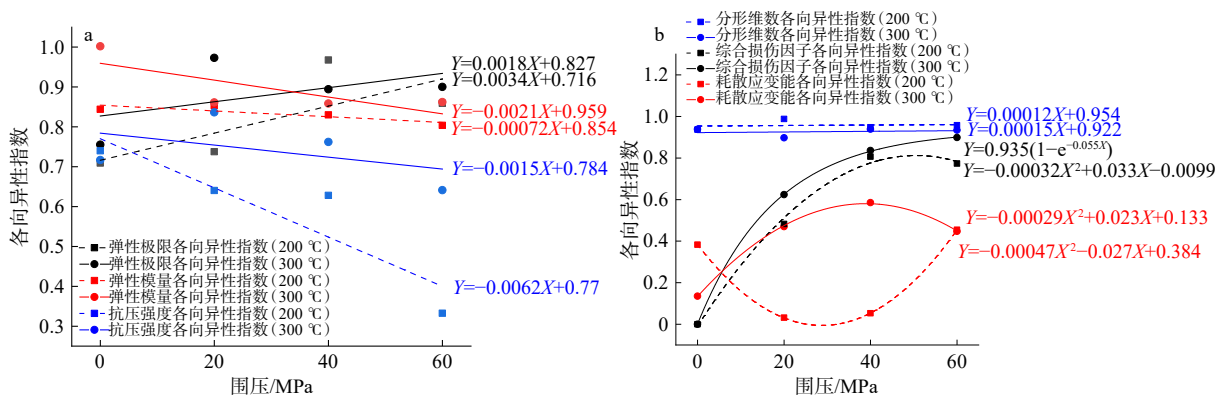 a
各向异性指数
1.0
0.9
0.8
0.7
0.6
0.5
0.4
0.3
Y=0.0018X+0.827
Y=0.0034X+0.716
Y=−0.0021X+0.959
Y=−0.00072X+0.854
Y=−0.0015X+0.784
Y=−0.0062X+0.77
弹性极限各向异性指数(200 ℃)
弹性极限各向异性指数(300 ℃)
弹性模量各向异性指数(200 ℃)
弹性模量各向异性指数(300 ℃)
抗压强度各向异性指数(200 ℃)
抗压强度各向异性指数(300 ℃)
0 20 40 60
围压/MPa
b
分形维数各向异性指数(200 ℃)
分形维数各向异性指数(300 ℃)
综合损伤因子各向异性指数(200 ℃)
综合损伤因子各向异性指数(300 ℃)
耗散应变能各向异性指数(200 ℃)
耗散应变能各向异性指数(300 ℃)
各向异性指数
1.2
1.0
0.8
0.6
0.4
0.2
0
Y=0.00012X+0.954
Y=0.00015X+0.922
Y=0.935(1−e⁻⁰·⁰⁵⁵ˣ)
Y=−0.00032X²+0.033X−0.0099
Y=−0.00029X²+0.023X+0.133
Y=−0.00047X²−0.027X+0.384
0 20 40 60
围压/MPa